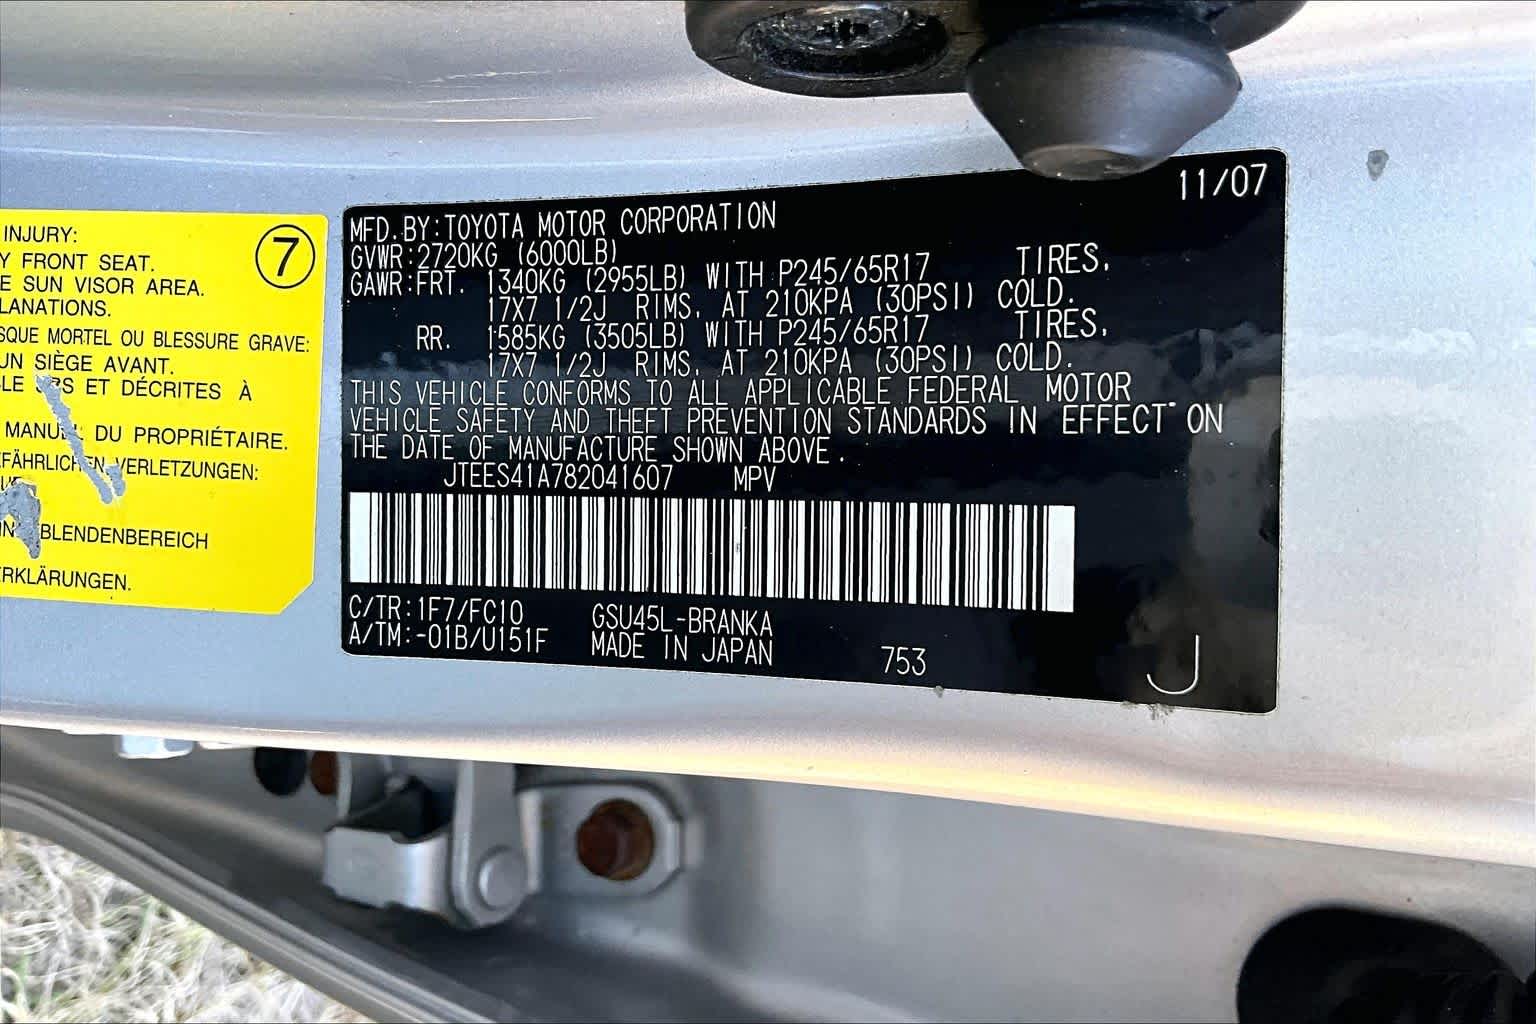 INJURY:
Y FRONT SEAT.
E SUN VISOR AREA.
LANATIONS.
SQUE MORTEL OU BLESSURE GRAVE:
UN SIÈGE AVANT.
ET DÉCRITES À
DU PROPRIÉTAIRE.
VERLETZUNGEN:
BLENDENBEREICH
ERKLÄRUNGEN.
7
11/07
MFD.BY:TOYOTA MOTOR CORPORATION
GVWR:2720KG (6000LB)
GAWR:FRT. 1340KG (2955LB) WITH P245/65R17 TIRES,
17X7 1/2J RIMS, AT 210KPA (30PSI) COLD.
RR. 1585KG (3505LB) WITH P245/65R17 TIRES,
17X7 1/2J RIMS, AT 210KPA (30PSI) COLD.
THIS VEHICLE CONFORMS TO ALL APPLICABLE FEDERAL MOTOR
VEHICLE SAFETY AND THEFT PREVENTION STANDARDS IN EFFECT ON
THE DATE OF MANUFACTURE SHOWN ABOVE.
JTEES41A782041607 MPV
C/TR:1F7/FC10 GSU45L-BRANKA
A/TM:-01B/U151F MADE IN JAPAN 753 J